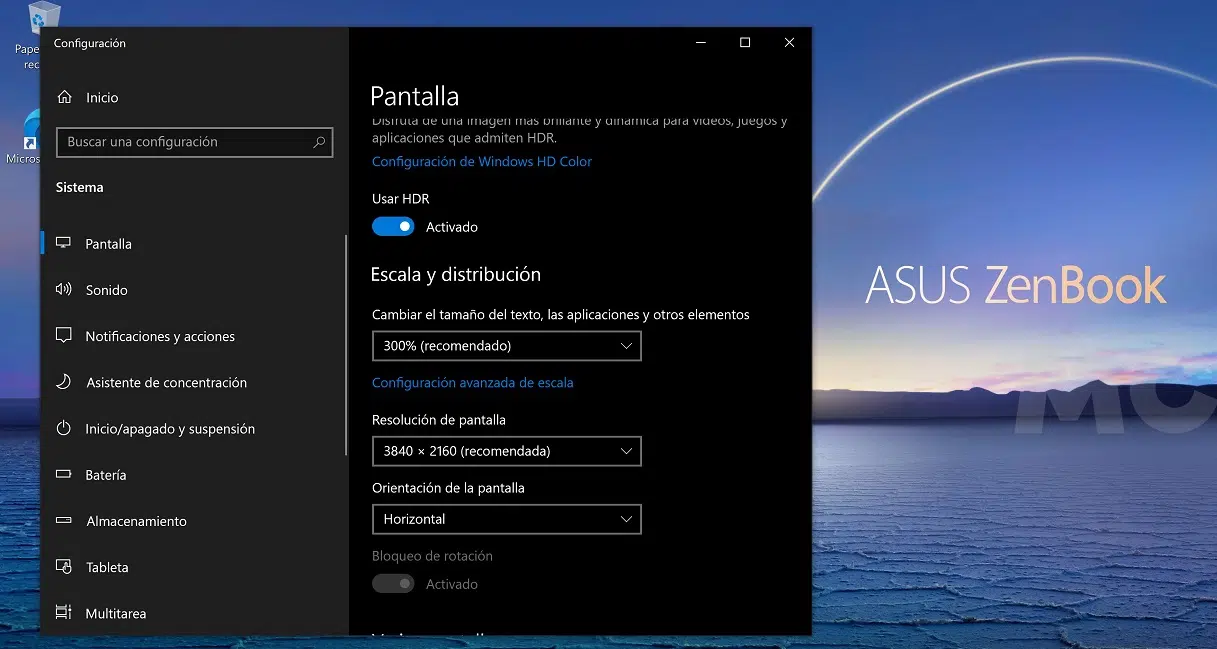 Pape
rec
Micros
Configuración
Inicio
Buscar una configuración
Sistema
Pantalla
Sonido
Notificaciones y acciones
Asistente de concentración
Inicio/apagado y suspensión
Batería
Almacenamiento
Tableta
Multitarea
Pantalla
Disfruta de una imagen más brillante y dinámica para vídeos, juegos y
aplicaciones que admiten HDR.
Configuración de Windows HD Color
Usar HDR
Activado
Escala y distribución
Cambiar el tamaño del texto, las aplicaciones y otros elementos
300% (recomendado)
Configuración avanzada de escala
Resolución de pantalla
3840 × 2160 (recomendada)
Orientación de la pantalla
Horizontal
Bloqueo de rotación
Activado
ASUS ZenBook
MC